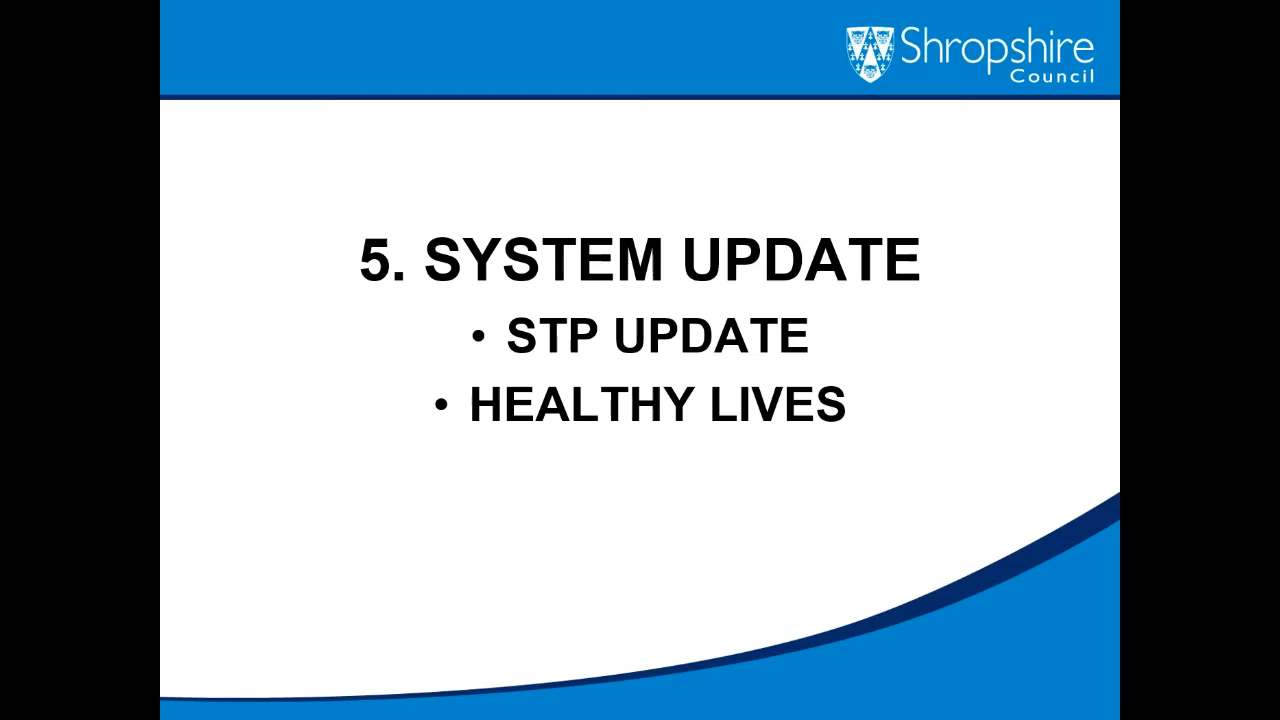 Shropshire
Council
5. SYSTEM UPDATE
• STP UPDATE
• HEALTHY LIVES